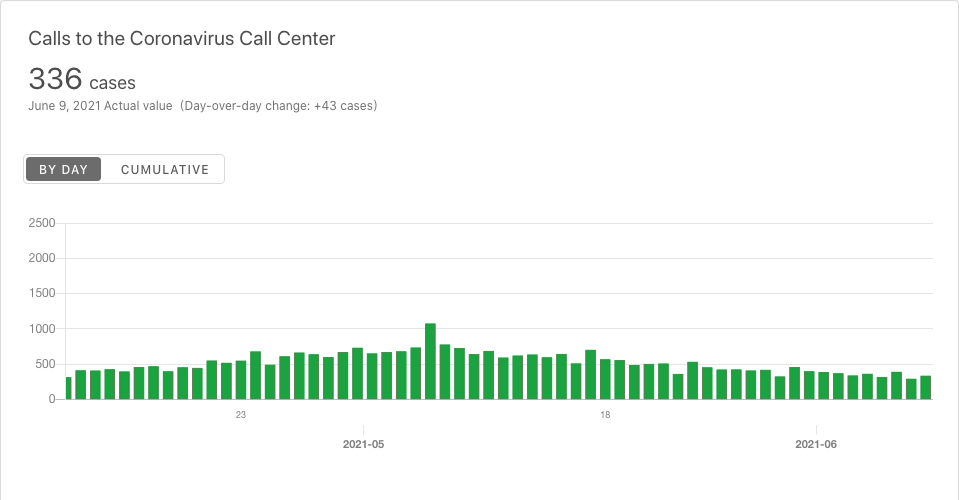 Calls to the Coronavirus Call Center
336 cases
June 9, 2021 Actual value (Day-over-day change: +43 cases)
BY DAY CUMULATIVE
2500
2000
1500
1000
500
0
23 18
2021-05 2021-06